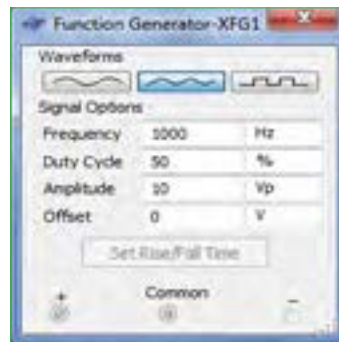 Function Generator-XFG1
Waveforms
Signal Options
Frequency 1000 Hz
Duty Cycle 50 %
Amplitude 10 Vp
Offset 0 V
Set Rise/Fall Time
+ Common -